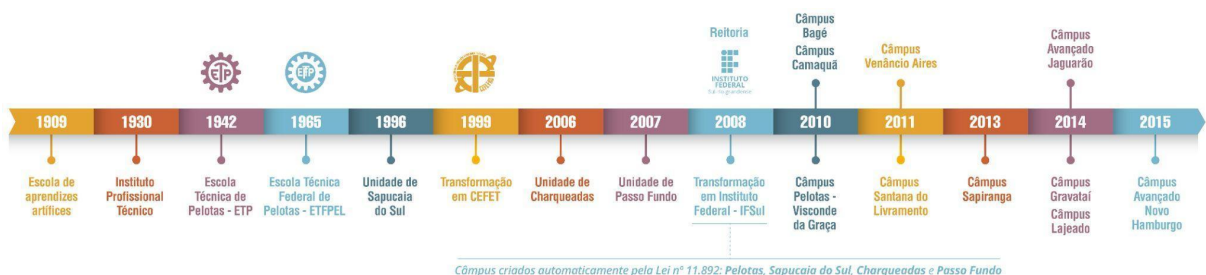 Câmpus
Bagé
Câmpus
Camaquã
Reitoria
Câmpus
Venâncio Aires
Câmpus
Avançado
Jaguarão
ETP
ETP
INSTITUTO
FEDERAL
Sul-rio-grandense
1909
1930
1942
1965
1996
1999
2006
2007
2008
2010
2011
2013
2014
2015
Escola de
aprendizes
artífices
Instituto
Profissional
Técnico
Escola
Técnica de
Pelotas - ETP
Escola Técnica
Federal de
Pelotas - ETFPEL
Unidade de
Sapucaia
do Sul
Transformação
em CEFET
Unidade de
Charqueadas
Unidade de
Passo Fundo
Transformação
em Instituto
Federal - IFSul
Câmpus
Pelotas -
Visconde
da Graça
Câmpus
Santana do
Livramento
Câmpus
Sapiranga
Câmpus
Gravataí
Câmpus
Lajeado
Câmpus
Avançado
Novo
Hamburgo
Câmpus criados automaticamente pela Lei nº 11.892: Pelotas, Sapucaia do Sul, Charqueadas e Passo Fundo